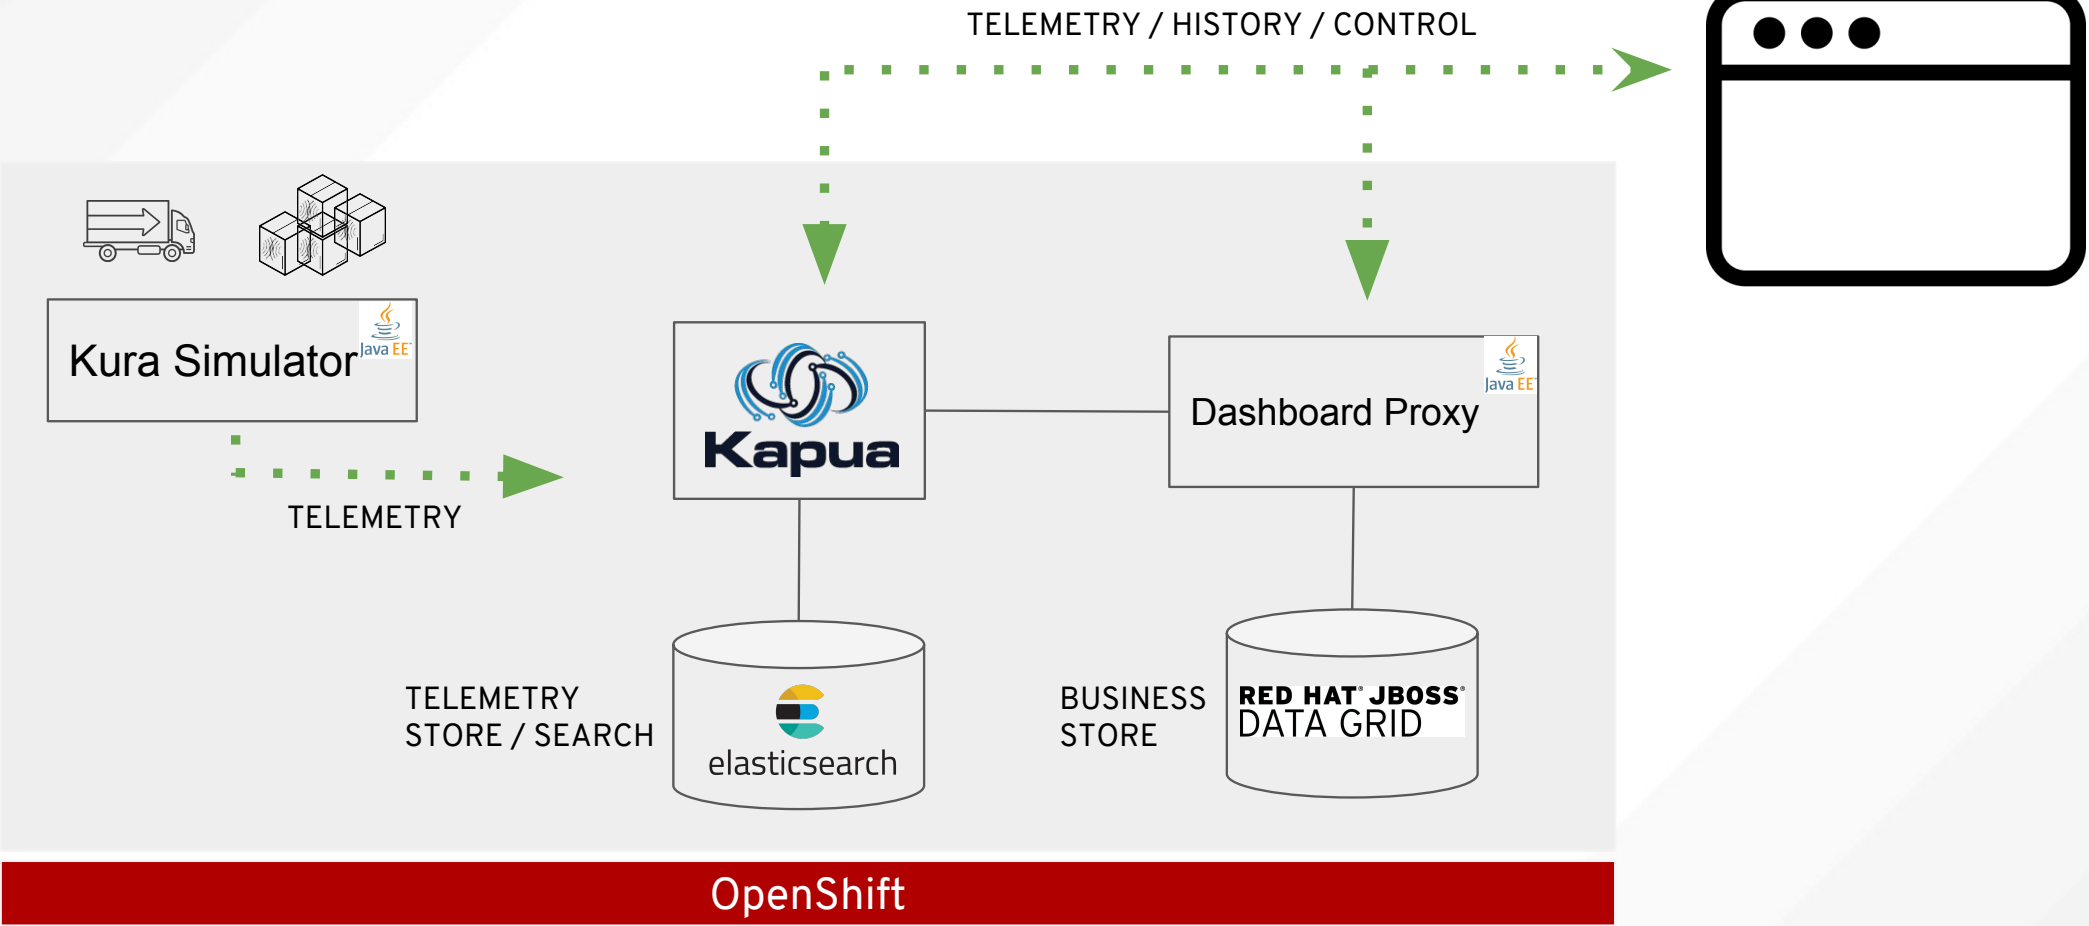 TELEMETRY / HISTORY / CONTROL
Kura Simulator
Java EE
TELEMETRY
Kapua
Dashboard Proxy
Java EE
TELEMETRY
STORE / SEARCH
elasticsearch
BUSINESS
STORE
RED HAT® JBOSS®
DATA GRID
OpenShift